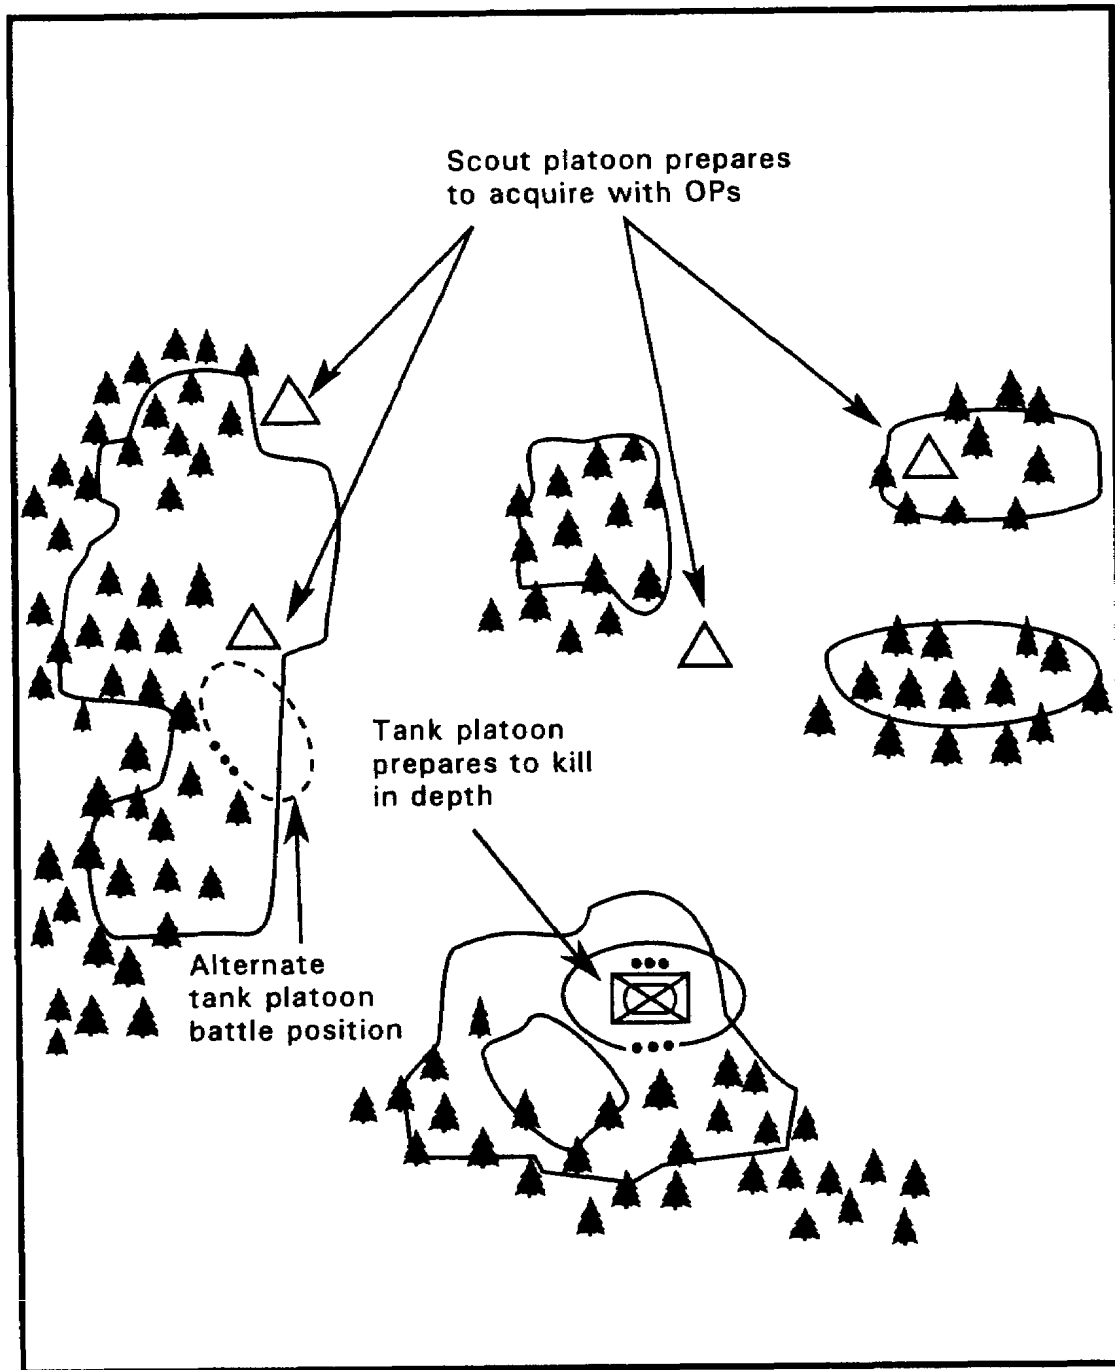 Scout platoon prepares
to acquire with OPs
Tank platoon
prepares to kill
in depth
Alternate
tank platoon
battle position